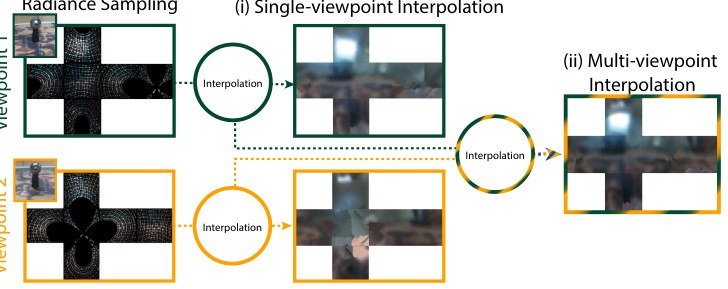 Radiance Sampling
(i) Single-viewpoint Interpolation
Viewpoint 1
Interpolation
(ii) Multi-viewpoint
Interpolation
Interpolation
Viewpoint 2
Interpolation